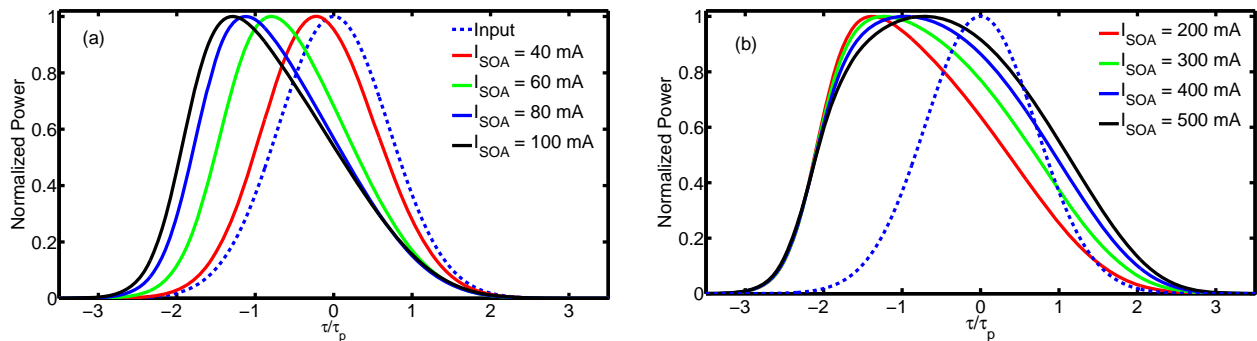 (a)
Input
I_SOA = 40 mA
I_SOA = 60 mA
I_SOA = 80 mA
I_SOA = 100 mA
Normalized Power
1
0.8
0.6
0.4
0.2
0
−3 −2 −1 0 1 2 3
τ/τ_p
(b)
I_SOA = 200 mA
I_SOA = 300 mA
I_SOA = 400 mA
I_SOA = 500 mA
Normalized Power
1
0.8
0.6
0.4
0.2
0
−3 −2 −1 0 1 2 3
τ/τ_p